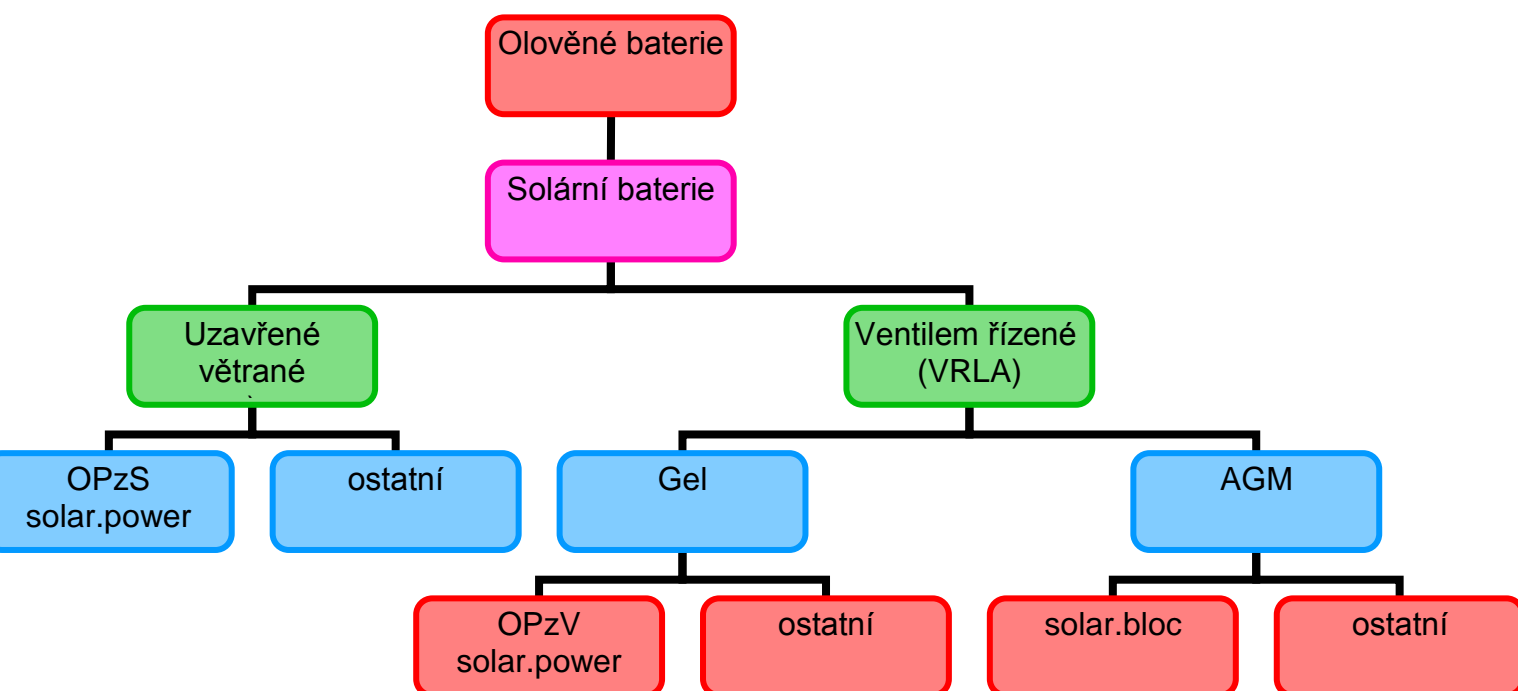 Olověné baterie
Solární baterie
Uzavřené
větrané
Ventilem řízené
(VRLA)
OPzS
solar.power
ostatní
Gel
AGM
OPzV
solar.power
ostatní
solar.bloc
ostatní